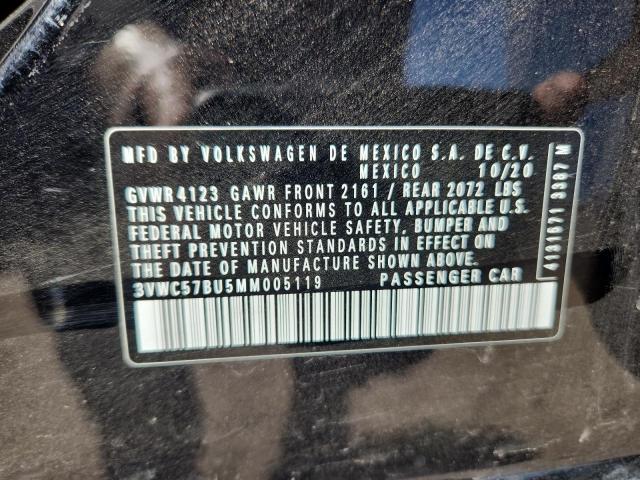 MFD BY VOLKSWAGEN DE MEXICO S.A. DE C.V.
MEXICO 10/20
GVWR4123 GAWR FRONT 2161 / REAR 2072 LBS
THIS VEHICLE CONFORMS TO ALL APPLICABLE U.S.
FEDERAL MOTOR VEHICLE SAFETY, BUMPER AND
THEFT PREVENTION STANDARDS IN EFFECT ON
THE DATE OF MANUFACTURE SHOWN ABOVE.
3VWC57BU5MM005119 PASSENGER CAR